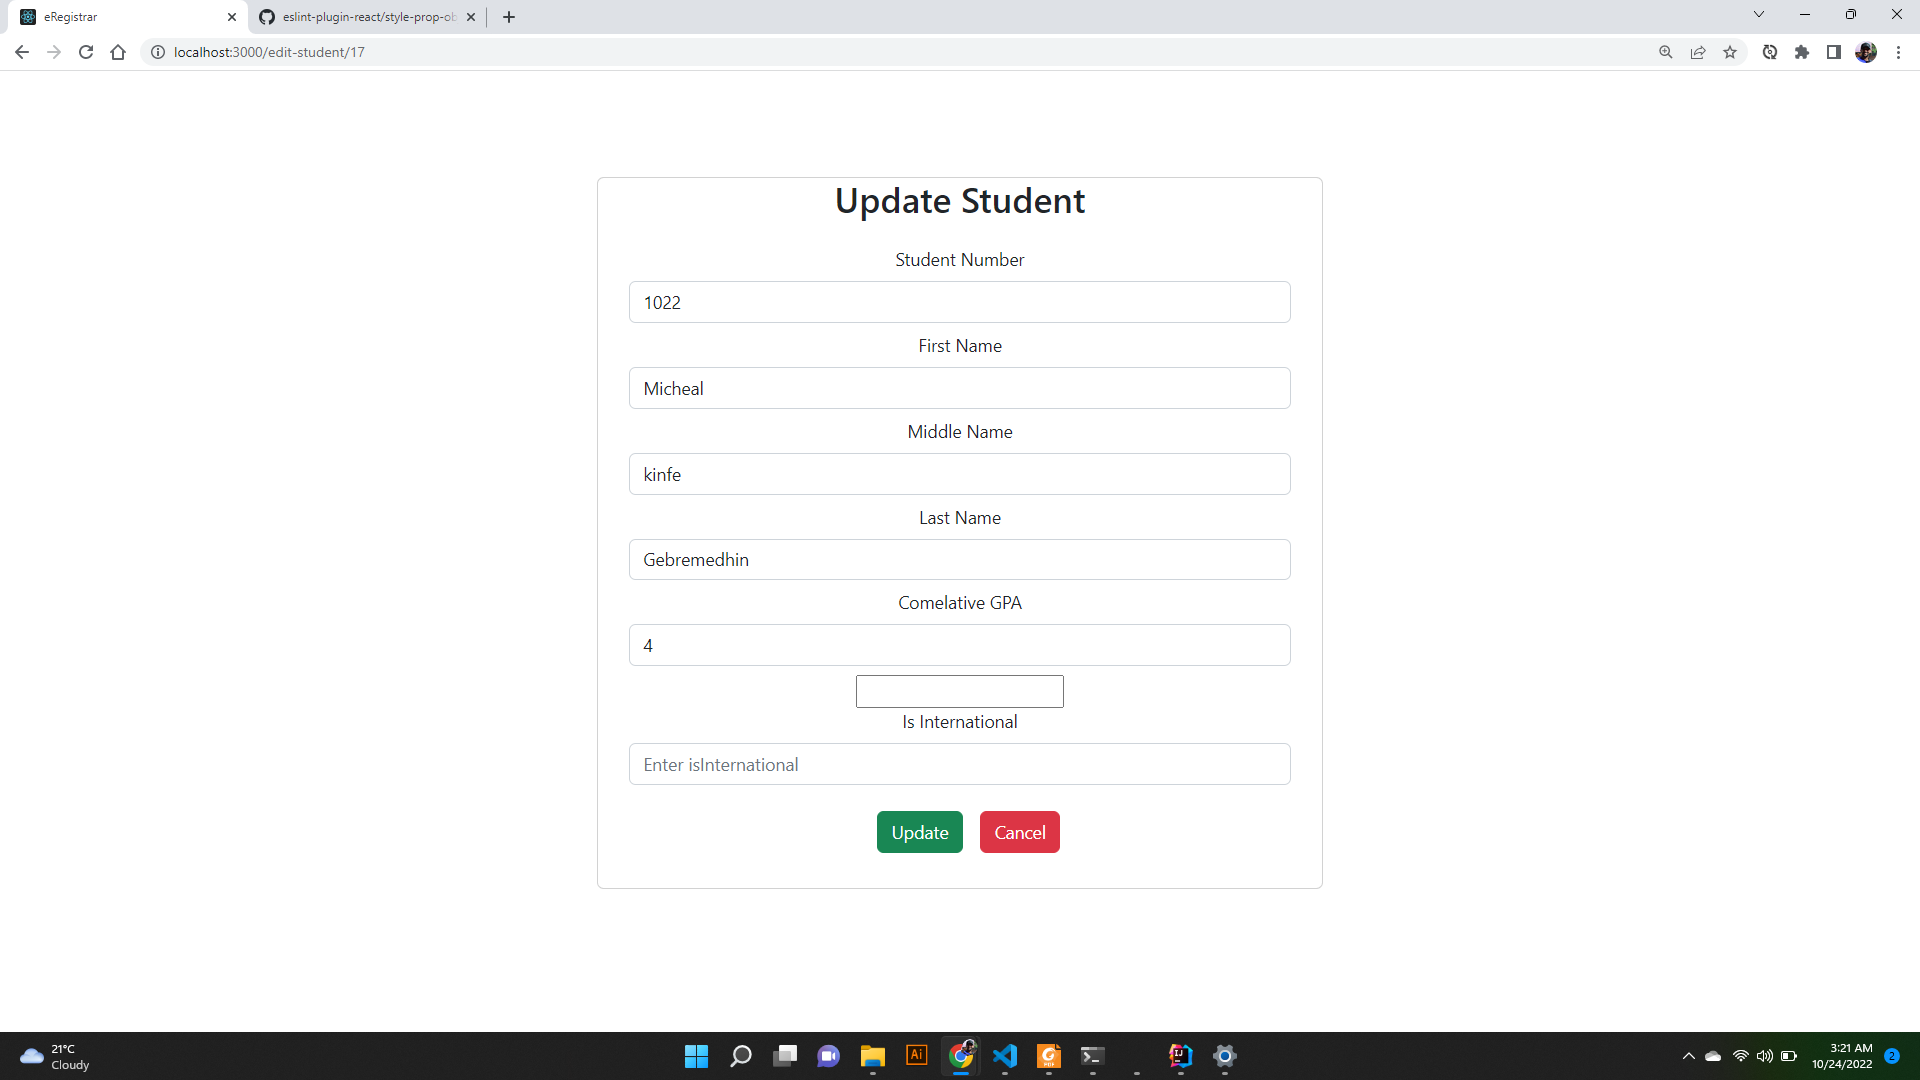 eRegistrar
eslint-plugin-react/style-prop-ob
localhost:3000/edit-student/17
Update Student
Student Number
1022
First Name
Micheal
Middle Name
kinfe
Last Name
Gebremedhin
Comelative GPA
4
Is International
Enter isInternational
Update Cancel
21°C
Cloudy
Ai
PDF
IJ
3:21 AM
10/24/2022
2